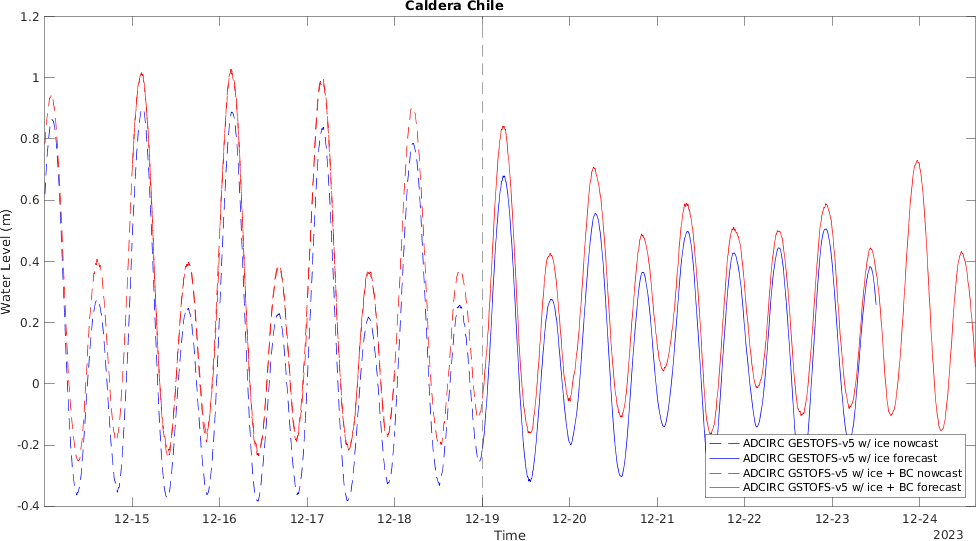 Caldera Chile
1.2
1
0.8
0.6
0.4
0.2
0
-0.2
-0.4
Water Level (m)
ADCIRC GESTOFS-v5 w/ ice nowcast
ADCIRC GESTOFS-v5 w/ ice forecast
ADCIRC GSTOFS-v5 w/ ice + BC nowcast
ADCIRC GSTOFS-v5 w/ ice + BC forecast
12-15 12-16 12-17 12-18 12-19 12-20 12-21 12-22 12-23 12-24
Time
2023